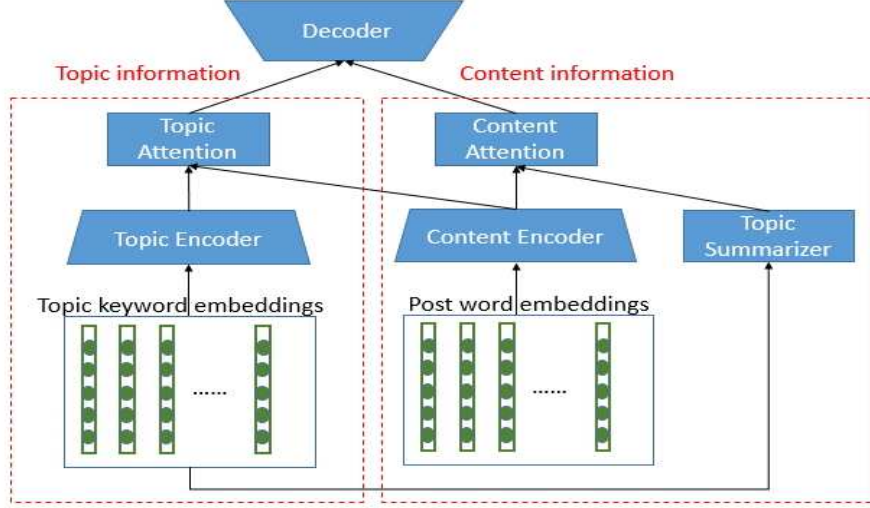 Decoder
Topic information
Content information
Topic
Attention
Content
Attention
Topic Encoder
Content Encoder
Topic
Summarizer
Topic keyword embeddings
Post word embeddings
......
......